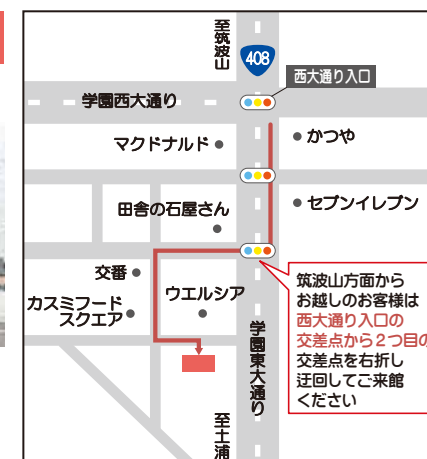 至筑波山
408
西大通り入口
学園西大通り
マクドナルド
かつや
田舎の石屋さん
セブンイレブン
交番
カスミフード
スクエア
ウエルシア
筑波山方面から
お越しのお客様は
西大通り入口の
交差点から2つ目の
交差点を右折し
迂回してご来館
ください
学園東大通り
至土浦